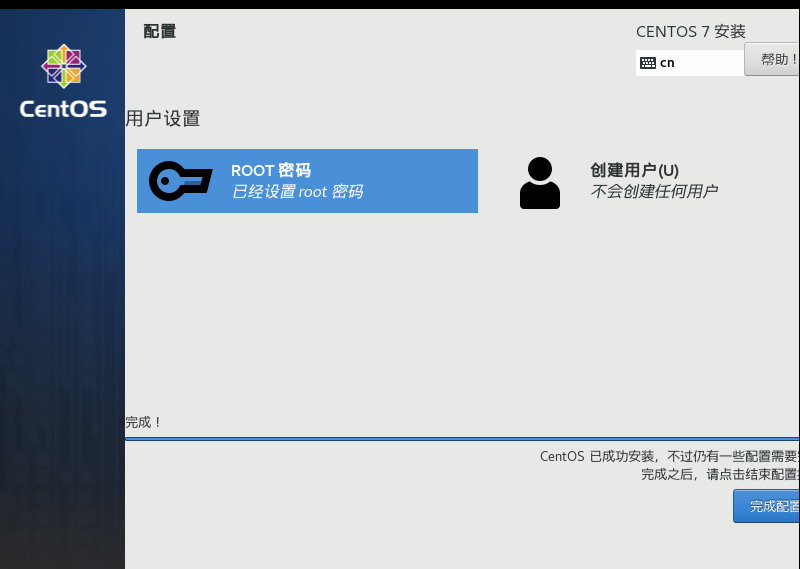 配置
CENTOS 7 安装
cn
帮助！
CentOS
用户设置
ROOT 密码
已经设置 root 密码
创建用户(U)
不会创建任何用户
完成！
CentOS 已成功安装，不过仍有一些配置需要
完成之后，请点击结束配置
完成配置